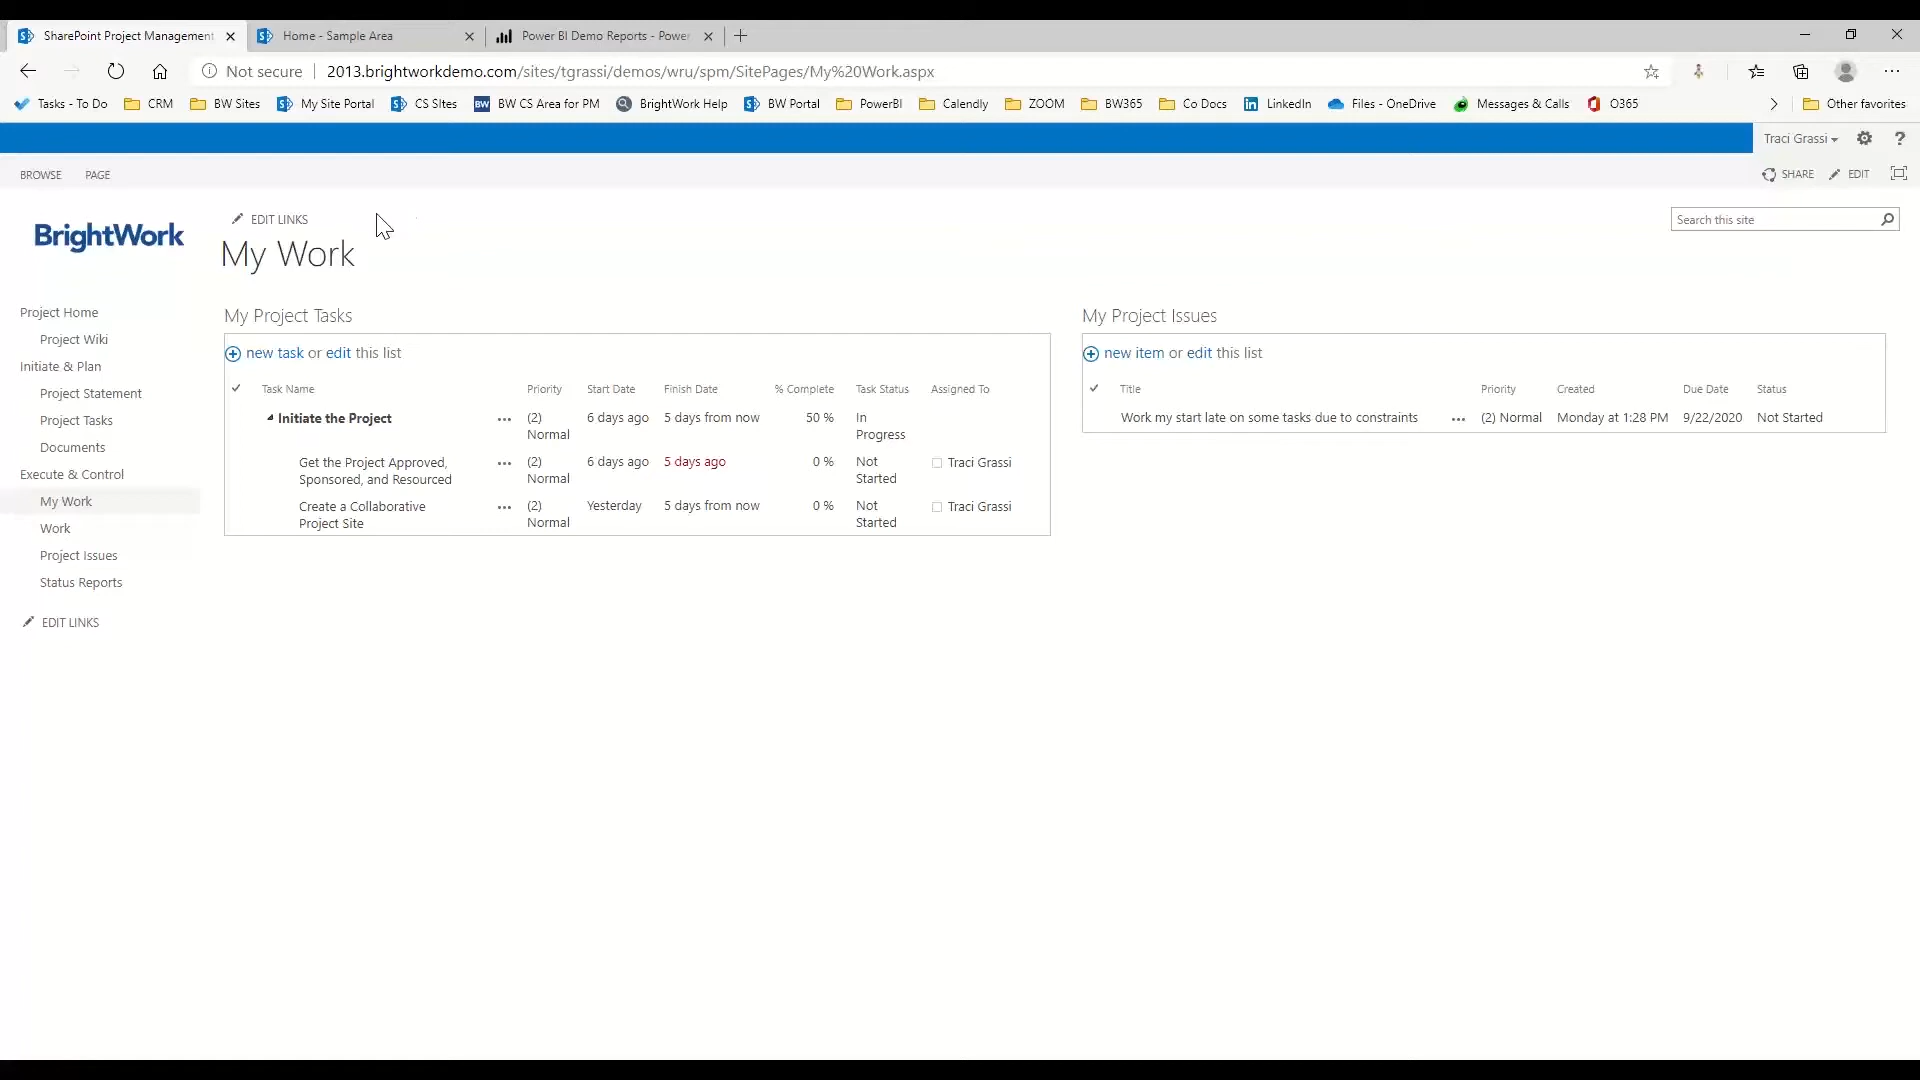 SharePoint Project Management
Home - Sample Area
Power BI Demo Reports - Power
Not secure
2013.brightworkdemo.com/sites/tgrassi/demos/wru/spm/SitePages/My%20Work.aspx
Tasks - To Do
CRM
BW Sites
My Site Portal
CS SItes
BW
BW CS Area for PM
BrightWork Help
BW Portal
PowerBI
Calendly
ZOOM
BW365
Co Docs
LinkedIn
Files - OneDrive
Messages & Calls
O365
Other favorites
Traci Grassi
?
BROWSE
PAGE
SHARE
EDIT
BrightWork
EDIT LINKS
My Work
Search this site
Project Home
Project Wiki
Initiate & Plan
Project Statement
Project Tasks
Documents
Execute & Control
My Work
Work
Project Issues
Status Reports
EDIT LINKS
My Project Tasks
new task or edit this list
Task Name Priority Start Date Finish Date % Complete Task Status Assigned To
Initiate the Project ... (2) Normal 6 days ago 5 days from now 50 % In Progress
Get the Project Approved, Sponsored, and Resourced ... (2) Normal 6 days ago 5 days ago 0 % Not Started Traci Grassi
Create a Collaborative Project Site ... (2) Normal Yesterday 5 days from now 0 % Not Started Traci Grassi
My Project Issues
new item or edit this list
Title Priority Created Due Date Status
Work my start late on some tasks due to constraints ... (2) Normal Monday at 1:28 PM 9/22/2020 Not Started